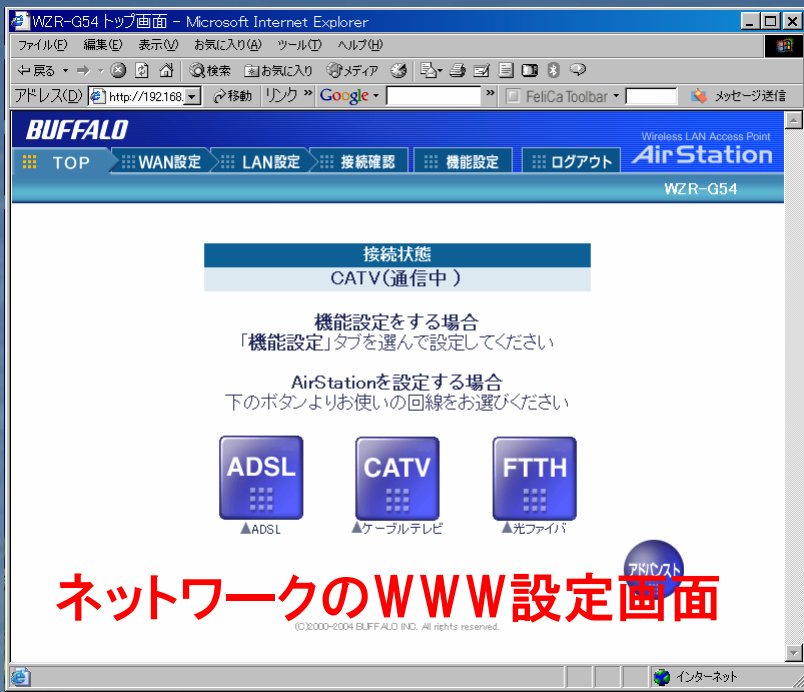 WZR-G54 トップ画面 - Microsoft Internet Explorer
ファイル(F) 編集(E) 表示(V) お気に入り(A) ツール(T) ヘルプ(H)
戻る 検索 お気に入り メディア
アドレス(D) http://192.168. 移動 リンク » Google » FeliCa Toolbar メッセージ送信
BUFFALO
Wireless LAN Access Point
AirStation
TOP WAN設定 LAN設定 接続確認 機能設定 ログアウト
WZR-G54
接続状態
CATV(通信中 )
機能設定をする場合
「機能設定」タブを選んで設定してください
AirStationを設定する場合
下のボタンよりお使いの回線をお選びください
ADSL CATV FTTH
▲ADSL ▲ケーブルテレビ ▲光ファイバ
アドバンスト
ネットワークのWWW設定画面
(C)2000-2004 BUFFALO INC. All rights reserved.
インターネット